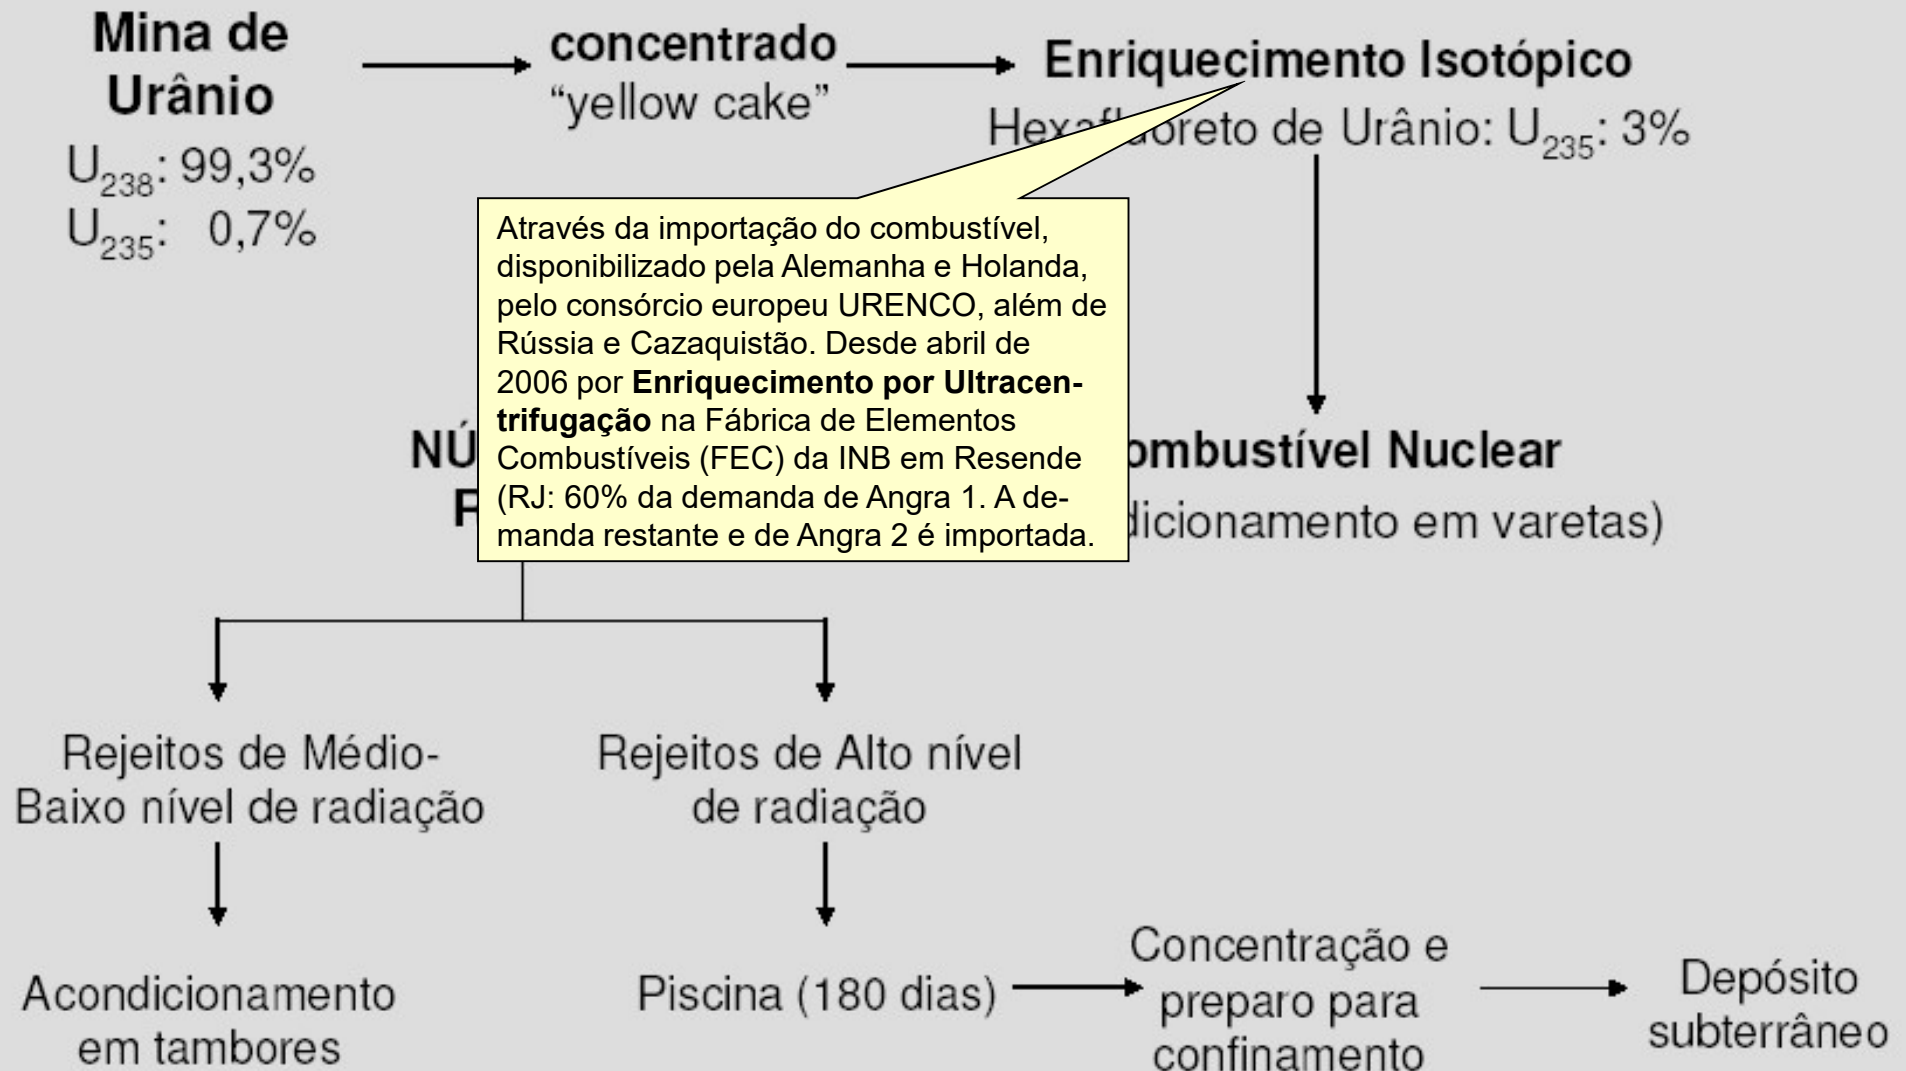 Mina de
Urânio
U238: 99,3%
U235: 0,7%
concentrado
“yellow cake”
Enriquecimento Isotópico
Hexafluoreto de Urânio: U235: 3%
Através da importação do combustível,
disponibilizado pela Alemanha e Holanda,
pelo consórcio europeu URENCO, além de
Rússia e Cazaquistão. Desde abril de
2006 por Enriquecimento por Ultracen-
trifugação na Fábrica de Elementos
Combustíveis (FEC) da INB em Resende
(RJ: 60% da demanda de Angra 1. A de-
manda restante e de Angra 2 é importada.
NÚ
ombustível Nuclear
dicionamento em varetas)
Rejeitos de Médio-
Baixo nível de radiação
Rejeitos de Alto nível
de radiação
Acondicionamento
em tambores
Piscina (180 dias)
Concentração e
preparo para
confinamento
Depósito
subterrâneo